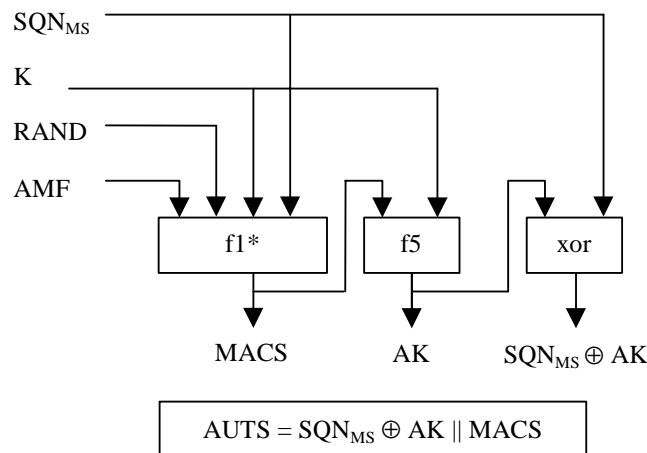 SQN_MS
K
RAND
AMF
f1* f5 xor
MACS AK SQN_MS ⊕ AK
AUTS = SQN_MS ⊕ AK || MACS